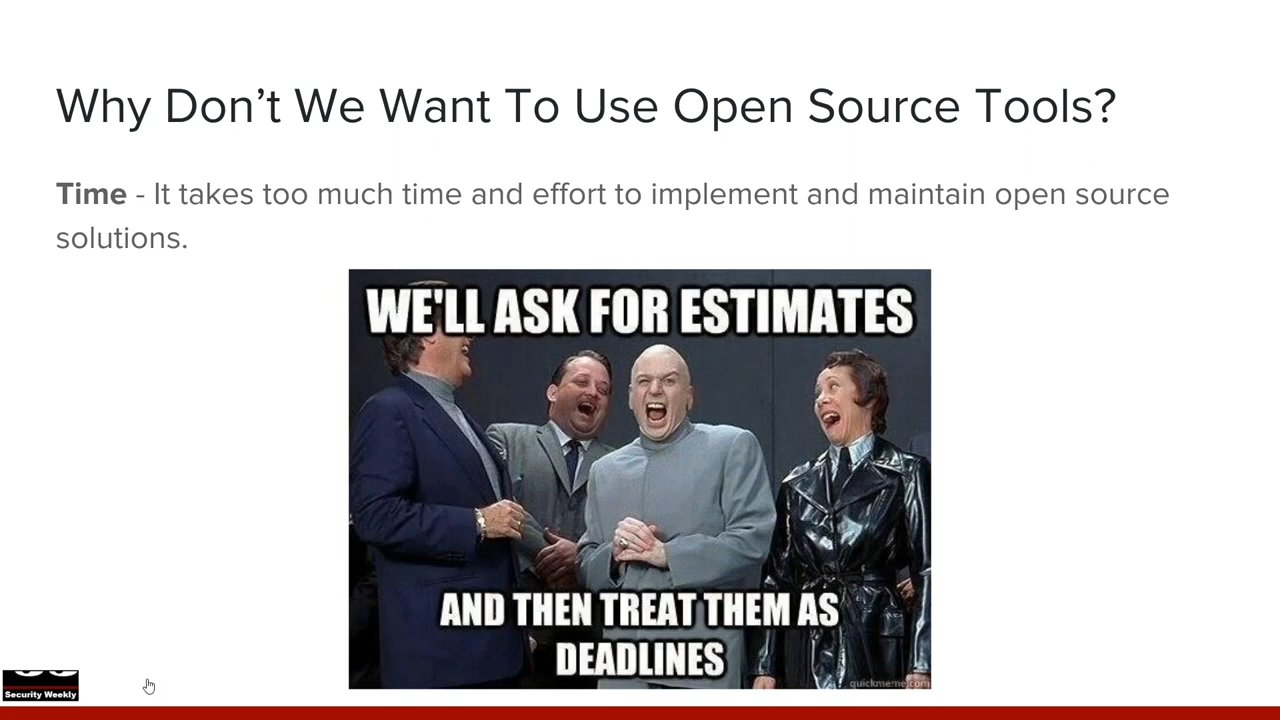 Why Don’t We Want To Use Open Source Tools?
Time - It takes too much time and effort to implement and maintain open source
solutions.
WE'LL ASK FOR ESTIMATES
AND THEN TREAT THEM AS
DEADLINES
quickmeme.com
Security Weekly